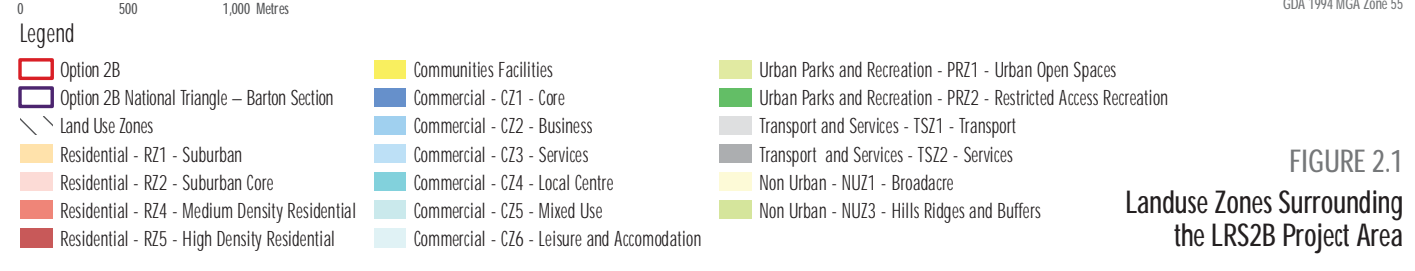 0 500 1,000 Metres
GDA 1994 MGA Zone 55
Legend
Option 2B
Option 2B National Triangle – Barton Section
Land Use Zones
Residential - RZ1 - Suburban
Residential - RZ2 - Suburban Core
Residential - RZ4 - Medium Density Residential
Residential - RZ5 - High Density Residential
Communities Facilities
Commercial - CZ1 - Core
Commercial - CZ2 - Business
Commercial - CZ3 - Services
Commercial - CZ4 - Local Centre
Commercial - CZ5 - Mixed Use
Commercial - CZ6 - Leisure and Accomodation
Urban Parks and Recreation - PRZ1 - Urban Open Spaces
Urban Parks and Recreation - PRZ2 - Restricted Access Recreation
Transport and Services - TSZ1 - Transport
Transport and Services - TSZ2 - Services
Non Urban - NUZ1 - Broadacre
Non Urban - NUZ3 - Hills Ridges and Buffers
FIGURE 2.1
Landuse Zones Surrounding
the LRS2B Project Area